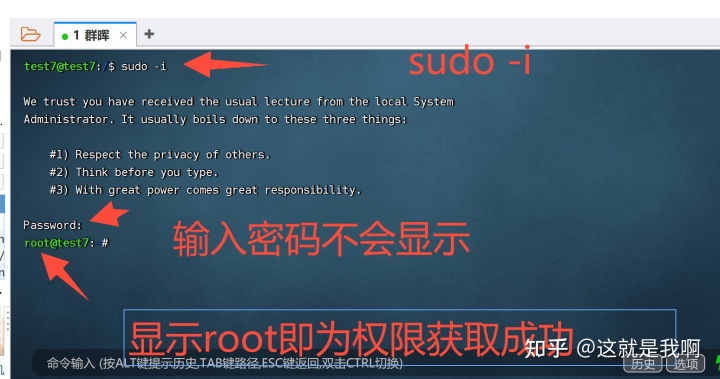 1 群晖 × +
test7@test7:/$ sudo -i
sudo -i
We trust you have received the usual lecture from the local System
Administrator. It usually boils down to these three things:
#1) Respect the privacy of others.
#2) Think before you type.
#3) With great power comes great responsibility.
Password:
输入密码不会显示
root@test7: #
显示root即为权限获取成功
知乎 @这就是我啊
命令输入 (按ALT键提示历史,TAB键路径,ESC键返回,双击CTRL切换)
历史 选项